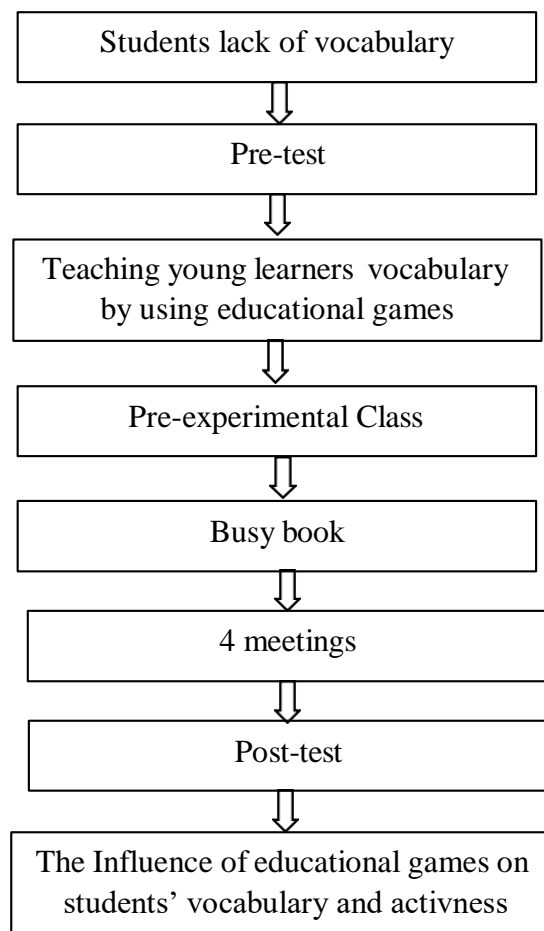 Students lack of vocabulary
Pre-test
Teaching young learners vocabulary
by using educational games
Pre-experimental Class
Busy book
4 meetings
Post-test
The Influence of educational games on
students’ vocabulary and activness